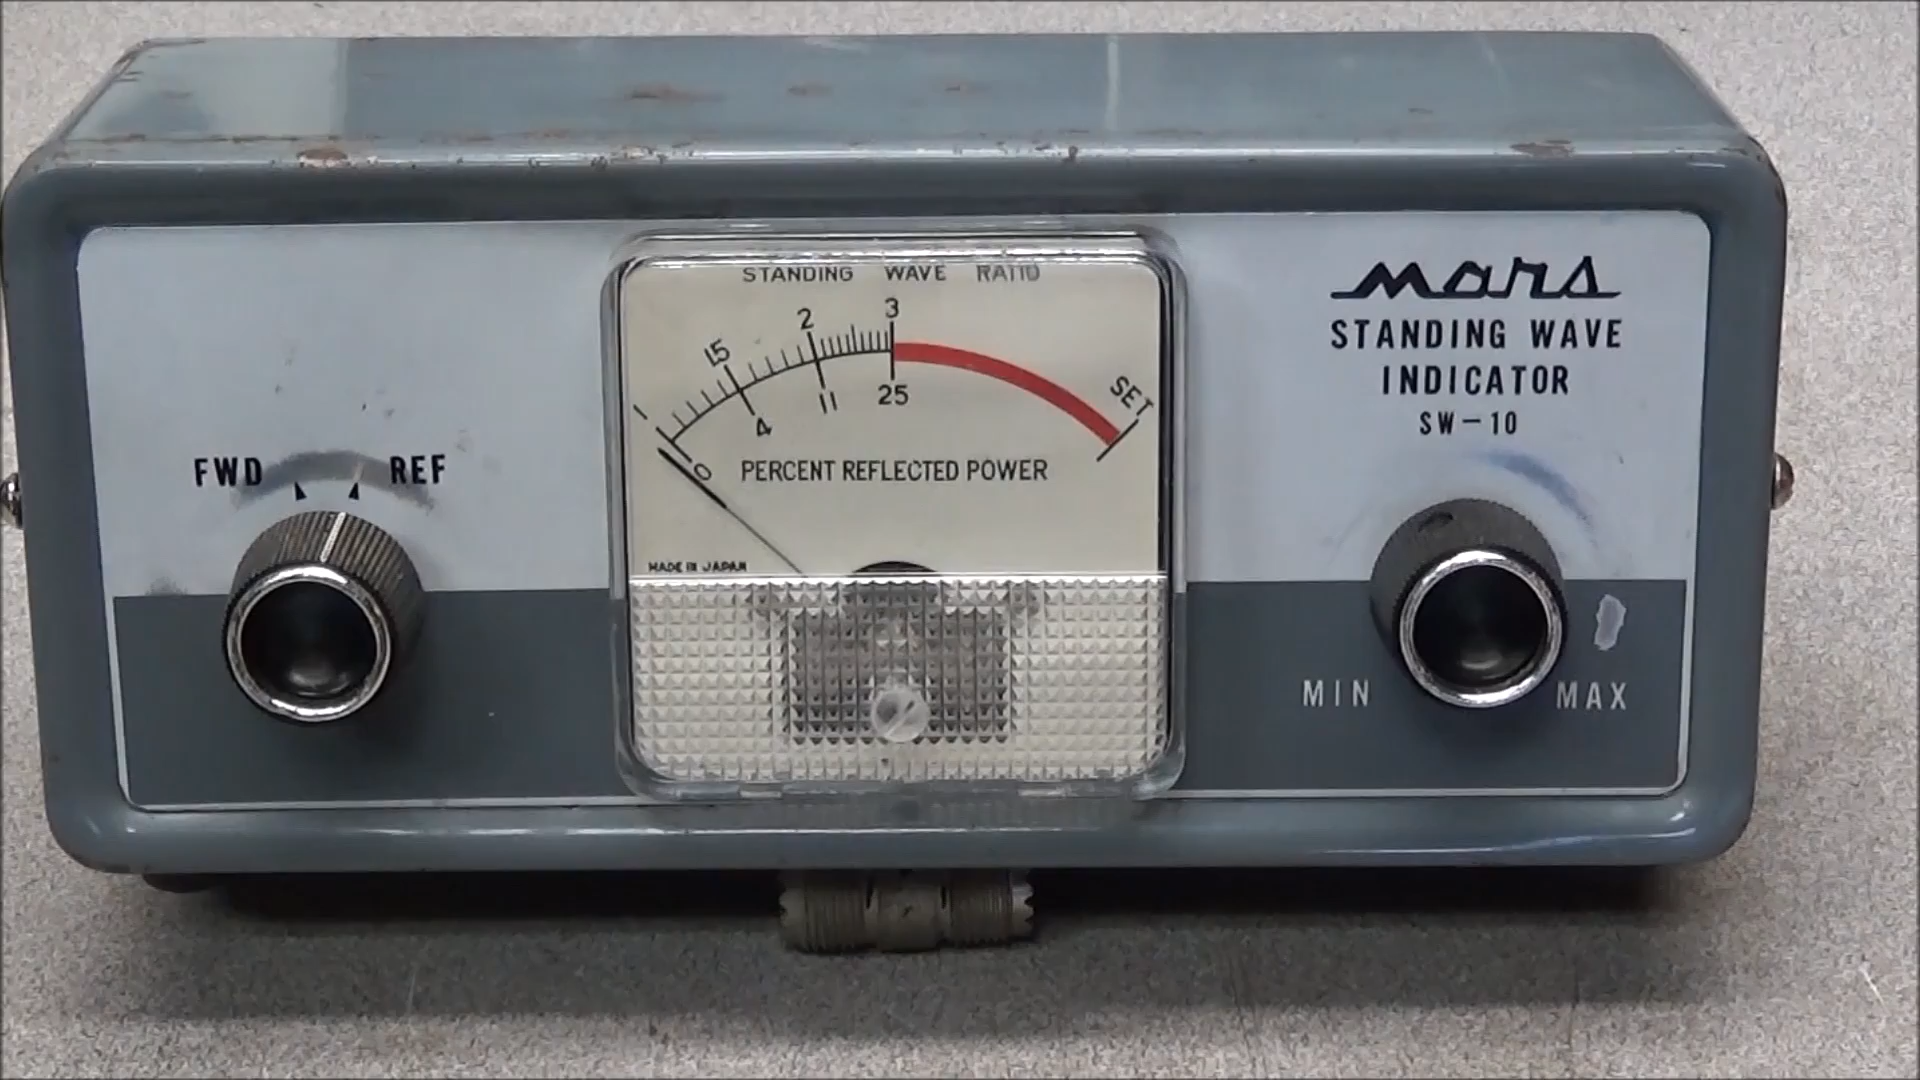 STANDING WAVE RATIO
1 1.5 2 3 SET
0 4 11 25
PERCENT REFLECTED POWER
MADE IN JAPAN
FWD REF
mars
STANDING WAVE
INDICATOR
SW-10
MIN MAX